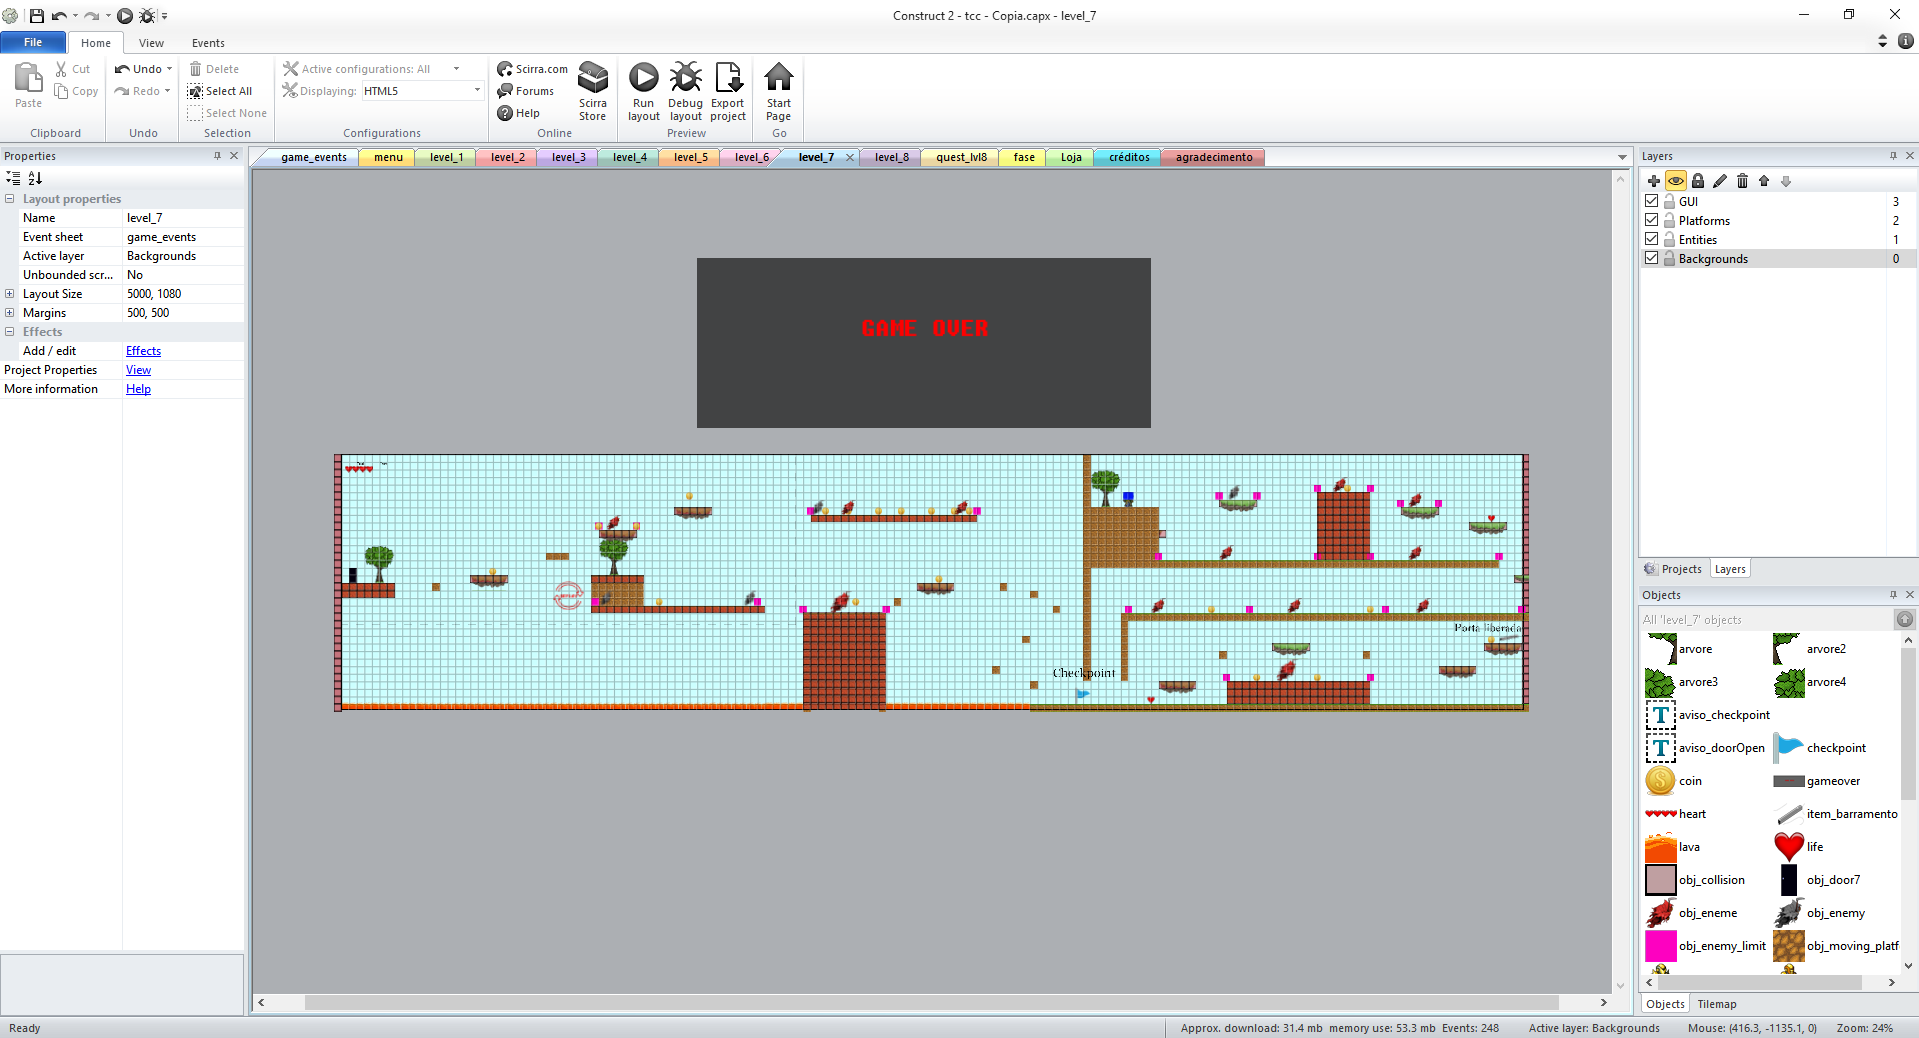 Construct 2 - tcc - Copia.capx - level_7
File Home View Events
Paste Cut Copy Clipboard
Undo Redo Undo
Delete Select All Select None Selection
Active configurations: All
Displaying: HTML5
Configurations
Scirra.com Forums Help Scirra Store Online
Run layout Debug layout Export project Preview
Start Page Go
Properties
Layout properties
Name level_7
Event sheet game_events
Active layer Backgrounds
Unbounded scr... No
Layout Size 5000, 1080
Margins 500, 500
Effects
Add / edit Effects
Project Properties View
More information Help
game_events menu level_1 level_2 level_3 level_4 level_5 level_6 level_7 level_8 quest_lvl8 fase Loja créditos agradecimento
GAME OVER
Checkpoint
Porta liberada
Layers
GUI 3
Platforms 2
Entities 1
Backgrounds 0
Projects Layers
Objects
All 'level_7' objects
arvore arvore2
arvore3 arvore4
aviso_checkpoint
aviso_doorOpen checkpoint
coin gameover
heart item_barramento
lava life
obj_collision obj_door7
obj_eneme obj_enemy
obj_enemy_limit obj_moving_platf
Objects Tilemap
Ready
Approx. download: 31.4 mb memory use: 53.3 mb Events: 248 Active layer: Backgrounds Mouse: (416.3, -1135.1, 0) Zoom: 24%